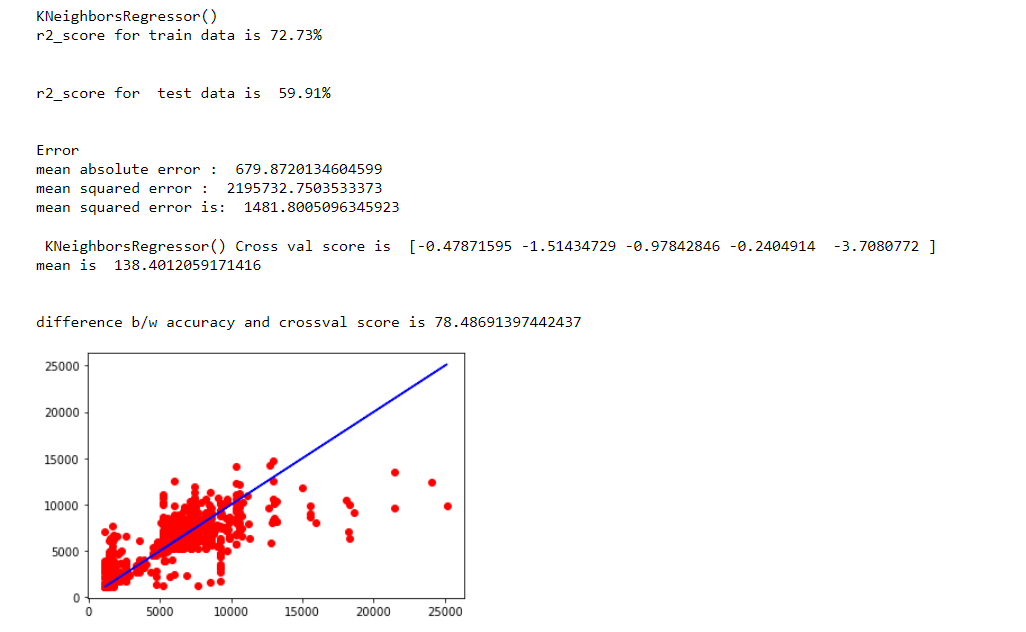 KNeighborsRegressor()
r2_score for train data is 72.73%
r2_score for  test data is  59.91%
Error
mean absolute error :  679.8720134604599
mean squared error :  2195732.7503533373
mean squared error is:  1481.8005096345923
KNeighborsRegressor() Cross val score is  [-0.47871595 -1.51434729 -0.97842846 -0.2404914  -3.7080772 ]
mean is  138.4012059171416
difference b/w accuracy and crossval score is 78.48691397442437
25000
20000
15000
10000
5000
0
0 5000 10000 15000 20000 25000